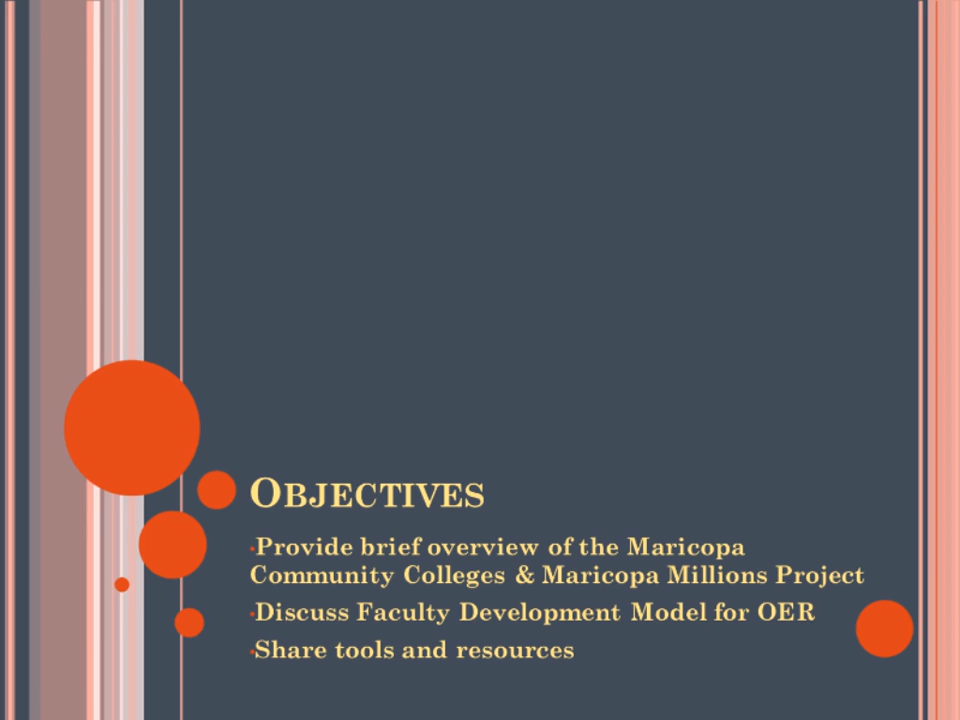 OBJECTIVES
•Provide brief overview of the Maricopa
Community Colleges & Maricopa Millions Project
•Discuss Faculty Development Model for OER
•Share tools and resources